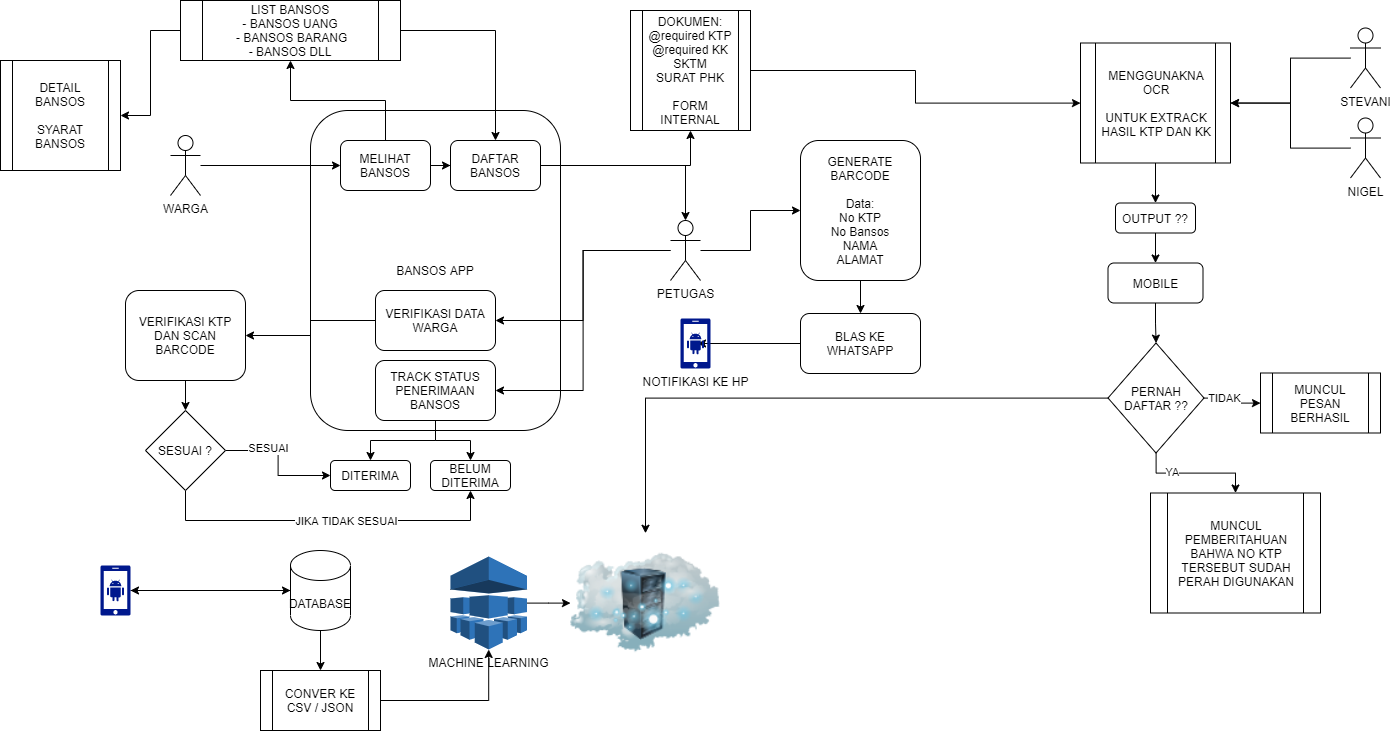 LIST BANSOS
- BANSOS UANG
- BANSOS BARANG
- BANSOS DLL
DETAIL
BANSOS
SYARAT
BANSOS
WARGA
MELIHAT
BANSOS
DAFTAR
BANSOS
BANSOS APP
VERIFIKASI DATA
WARGA
TRACK STATUS
PENERIMAAN
BANSOS
VERIFIKASI KTP
DAN SCAN
BARCODE
SESUAI ?
SESUAI
DITERIMA
BELUM
DITERIMA
JIKA TIDAK SESUAI
DOKUMEN:
@required KTP
@required KK
SKTM
SURAT PHK
FORM
INTERNAL
PETUGAS
GENERATE
BARCODE
Data:
No KTP
No Bansos
NAMA
ALAMAT
BLAS KE
WHATSAPP
NOTIFIKASI KE HP
MENGGUNAKNA
OCR
UNTUK EXTRACK
HASIL KTP DAN KK
STEVANI
NIGEL
OUTPUT ??
MOBILE
PERNAH
DAFTAR ??
TIDAK
MUNCUL
PESAN
BERHASIL
YA
MUNCUL
PEMBERITAHUAN
BAHWA NO KTP
TERSEBUT SUDAH
PERAH DIGUNAKAN
DATABASE
CONVER KE
CSV / JSON
MACHINE LEARNING